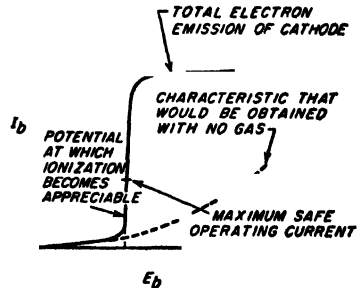 TOTAL ELECTRON
EMISSION OF CATHODE
CHARACTERISTIC THAT
WOULD BE OBTAINED
WITH NO GAS
Ib
POTENTIAL
AT WHICH
IONIZATION
BECOMES
APPRECIABLE
MAXIMUM SAFE
OPERATING CURRENT
Eb